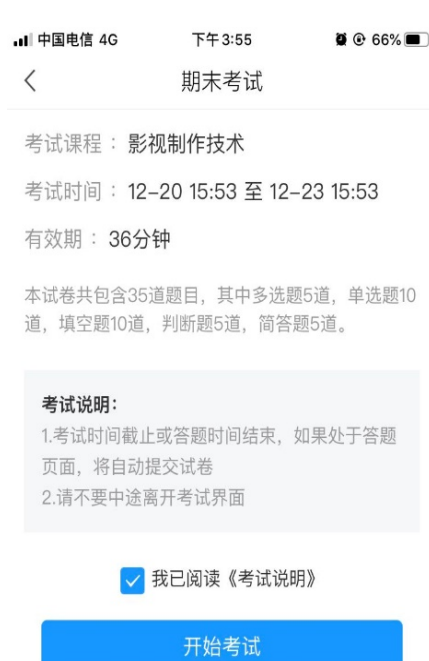 中国电信 4G 下午3:55 66%
期末考试
考试课程：影视制作技术
考试时间：12-20 15:53 至 12-23 15:53
有效期：36分钟
本试卷共包含35道题目，其中多选题5道，单选题10
道，填空题10道，判断题5道，简答题5道。
考试说明：
1.考试时间截止或答题时间结束，如果处于答题
页面，将自动提交试卷
2.请不要中途离开考试界面
我已阅读《考试说明》
开始考试